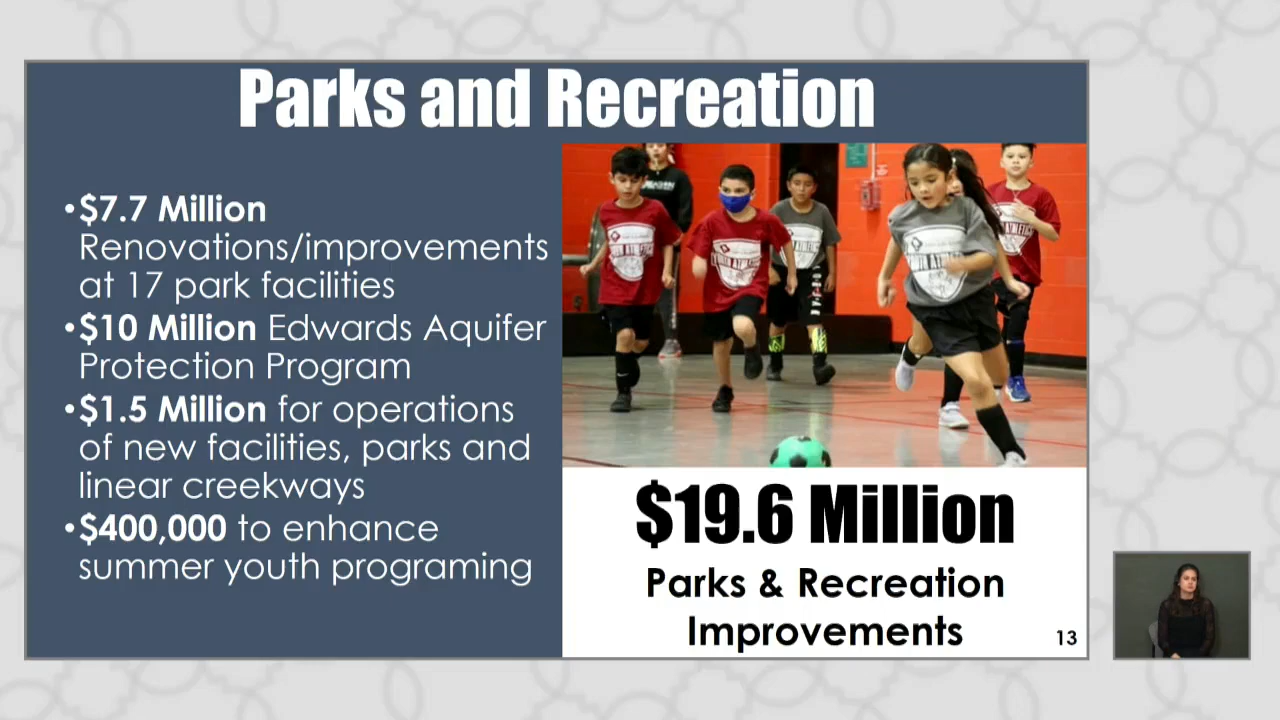 Parks and Recreation
•$7.7 Million
Renovations/improvements
at 17 park facilities
•$10 Million Edwards Aquifer
Protection Program
•$1.5 Million for operations
of new facilities, parks and
linear creekways
•$400,000 to enhance
summer youth programing
$19.6 Million
Parks & Recreation
Improvements
13